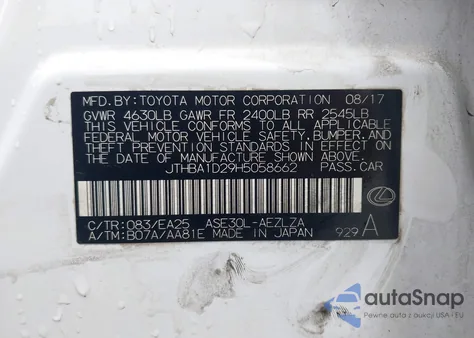 MFD. BY: TOYOTA MOTOR CORPORATION 08/17
GVWR 4630LB GAWR FR 2400LB RR 2545LB
THIS VEHICLE CONFORMS TO ALL APPLICABLE
FEDERAL MOTOR VEHICLE SAFETY, BUMPER, AND
THEFT PREVENTION STANDARDS IN EFFECT ON
THE DATE OF MANUFACTURE SHOWN ABOVE.
JTHBA1D29H5058662 PASS. CAR
C/TR: 083/EA25 ASE30L-AEZLZA
A/TM: B07A/AA81E MADE IN JAPAN 929 A
autoSnap
Pewne auta z USA